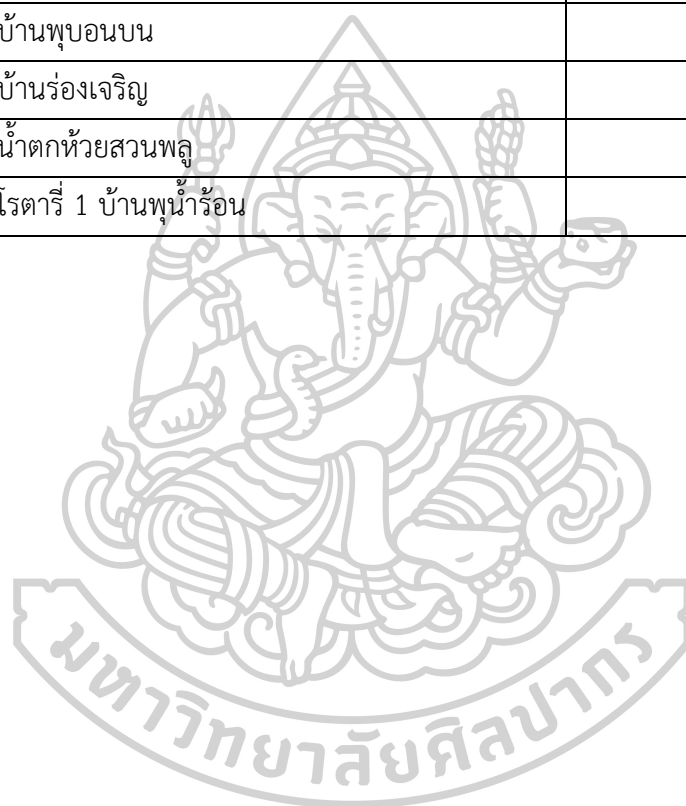 บ้านพุบอนบน
บ้านร่องเจริญ
น้ำตกห้วยสวนพลู
โรตารี่ 1 บ้านพุน้ำร้อน
มหาวิทยาลัยศิลปากร